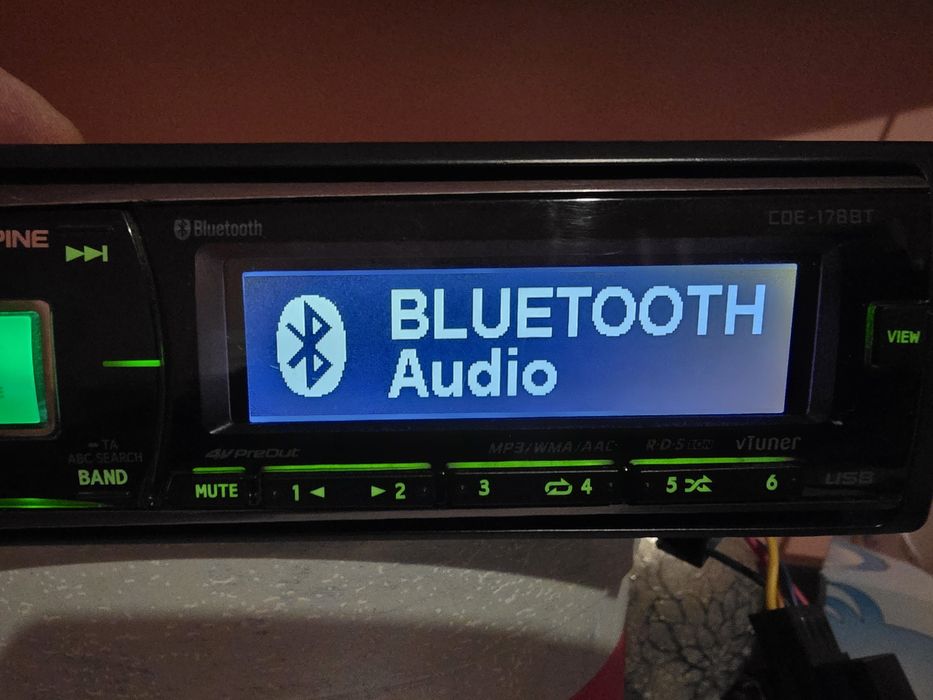 PINE
Bluetooth
CDE-178BT
BLUETOOTH
Audio
VIEW
TA
ABC SEARCH
BAND
4V PreOut
MP3/WMA/AAC
R·D·S EON
vTuner
MUTE
1
2
3
4
5
6
USB